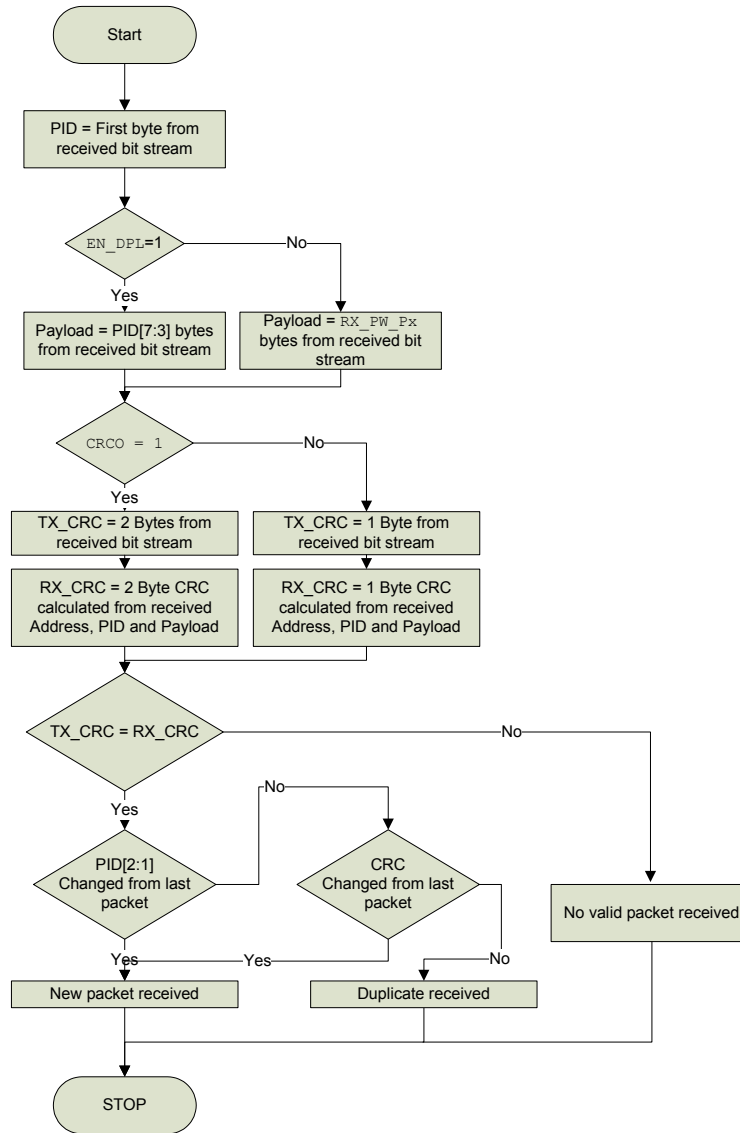 Start
PID = First byte from
received bit stream
EN_DPL=1
No
Yes
Payload = PID[7:3] bytes
from received bit stream
Payload = RX_PW_Px
bytes from received bit
stream
CRCO = 1
No
Yes
TX_CRC = 2 Bytes from
received bit stream
TX_CRC = 1 Byte from
received bit stream
RX_CRC = 2 Byte CRC
calculated from received
Address, PID and Payload
RX_CRC = 1 Byte CRC
calculated from received
Address, PID and Payload
TX_CRC = RX_CRC
No
Yes
No
PID[2:1]
Changed from last
packet
CRC
Changed from last
packet
No valid packet received
Yes
Yes
No
New packet received
Duplicate received
STOP